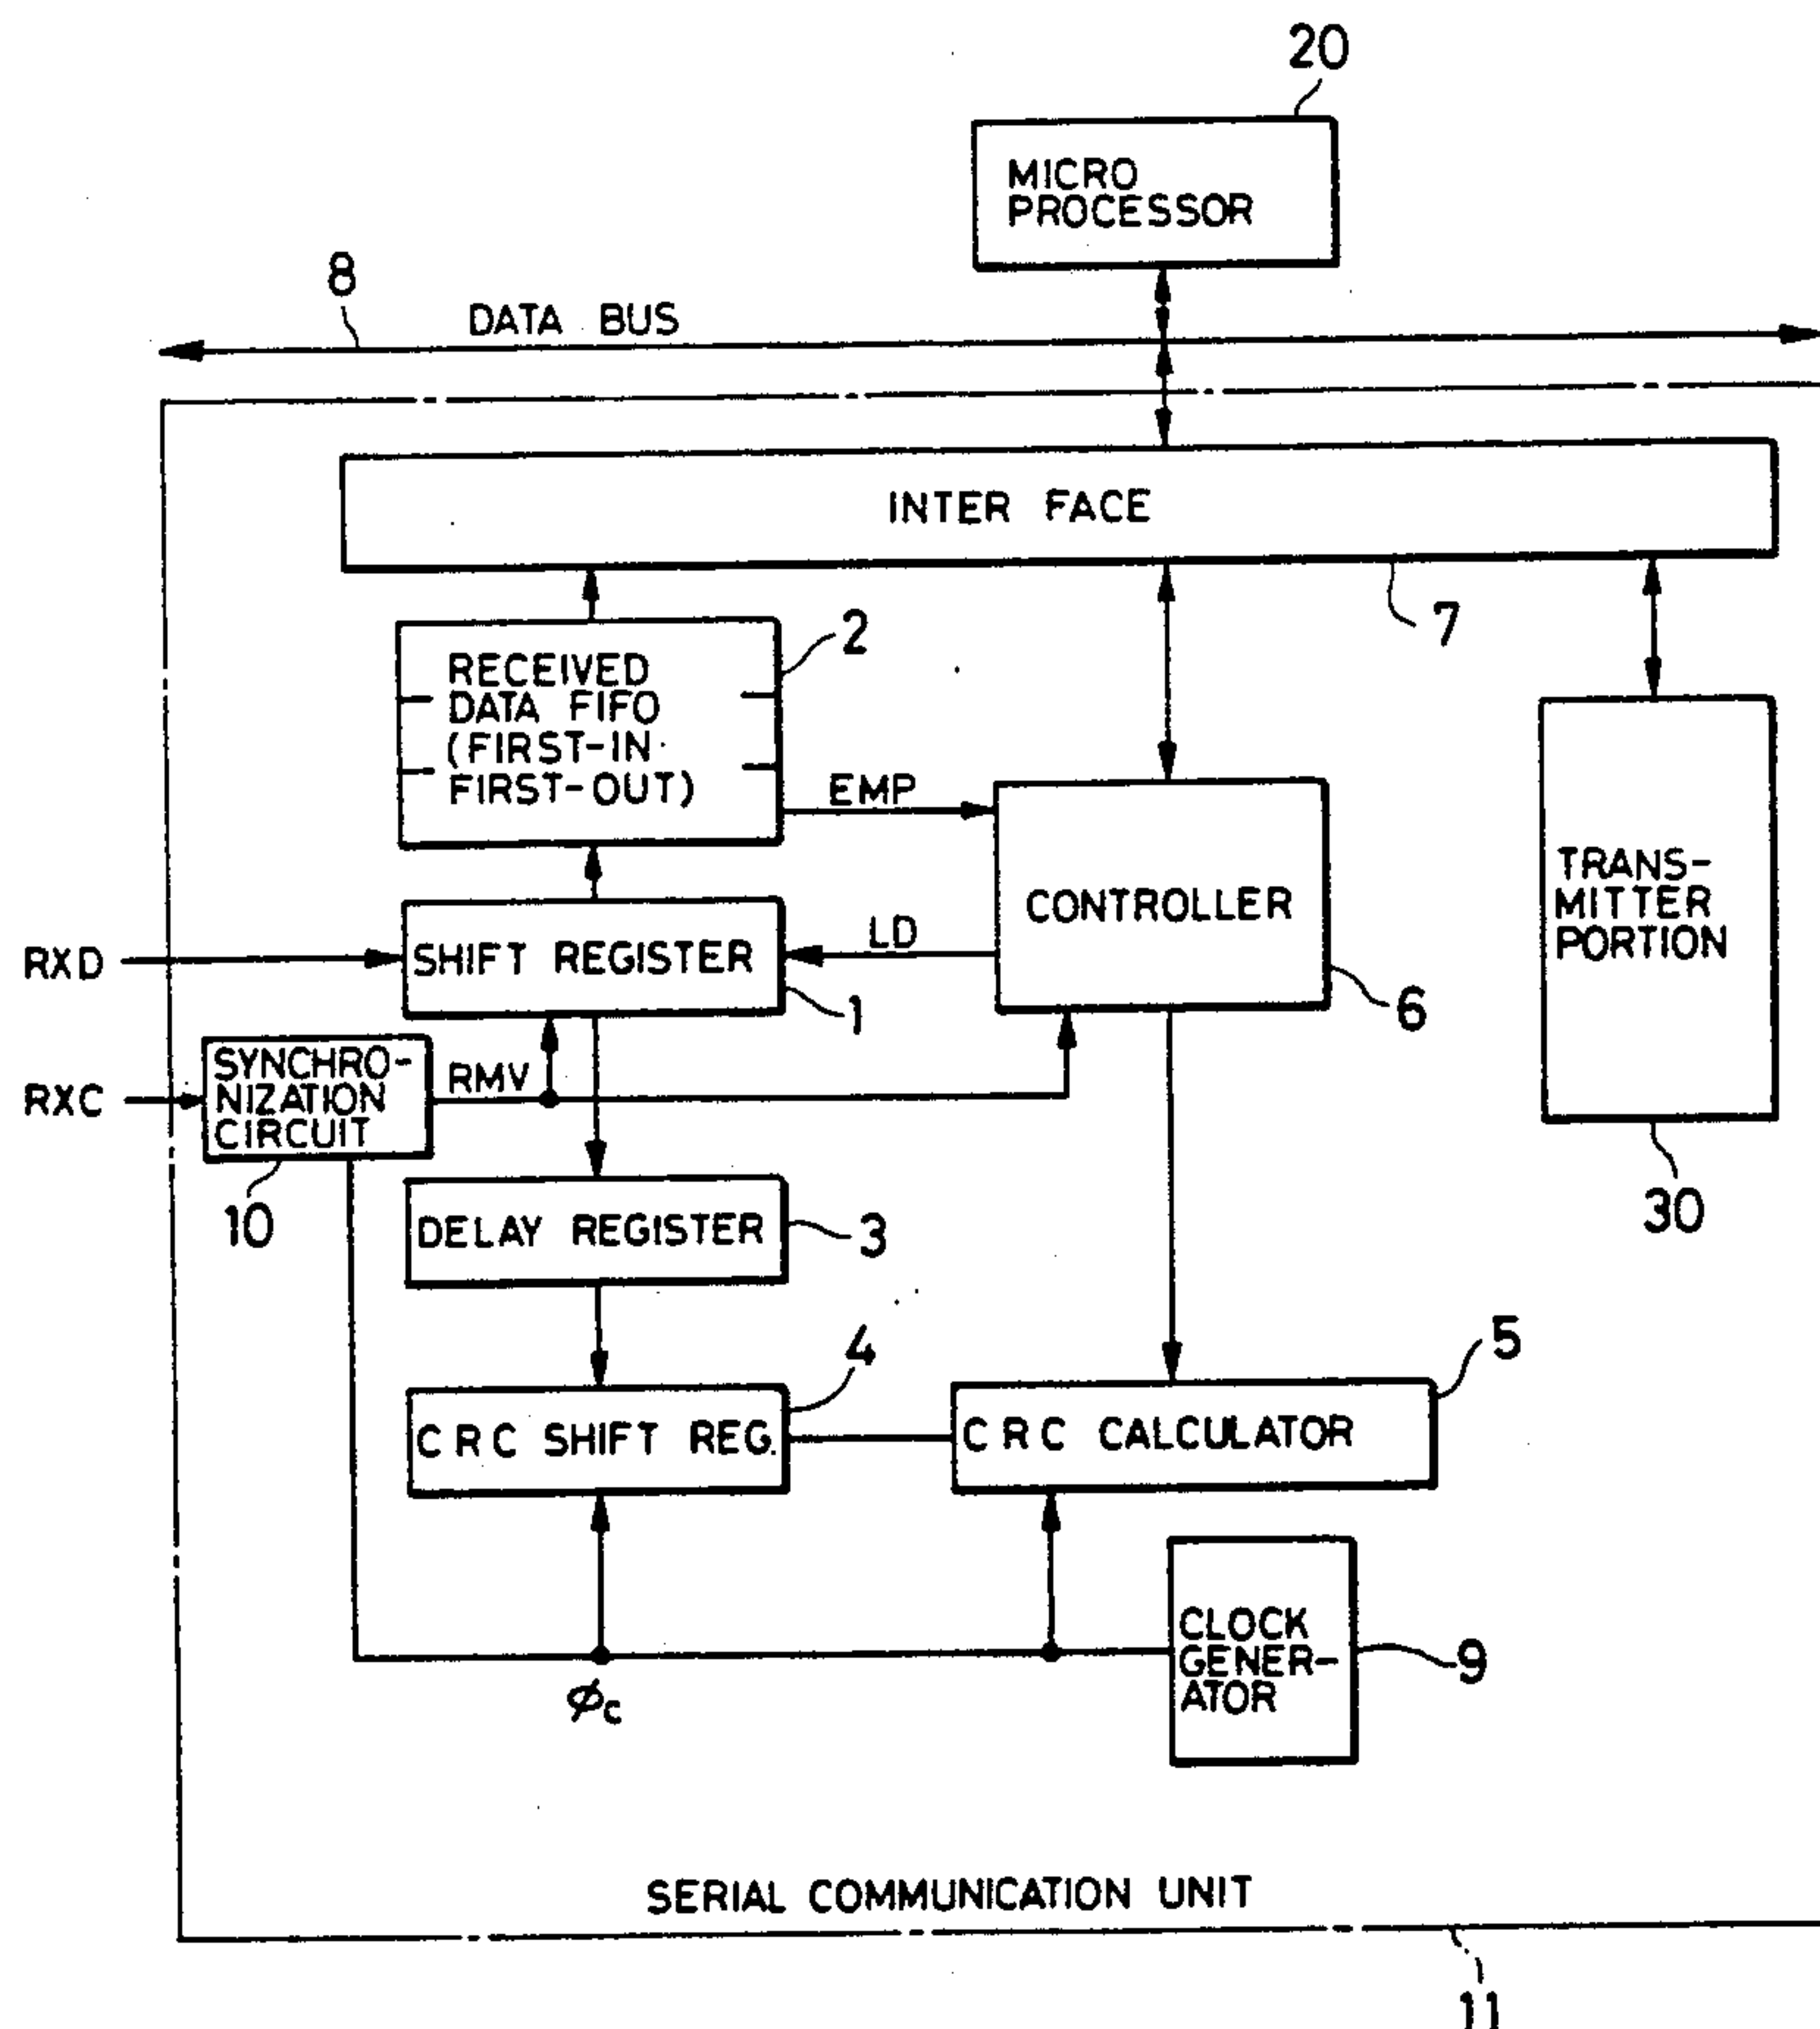 20
MICRO
PROCESSOR
8
DATA BUS
INTER FACE
7
2
RECEIVED
DATA FIFO
(FIRST-IN
FIRST-OUT)
EMP
CONTROLLER
TRANS-
MITTER
PORTION
RXD
SHIFT REGISTER
LD
1
6
RXC
SYNCHRO-
NIZATION
CIRCUIT
RMV
10
30
DELAY REGISTER
3
4
5
C R C SHIFT REG.
C R C CALCULATOR
CLOCK
GENER-
ATOR
9
φc
SERIAL COMMUNICATION UNIT
11